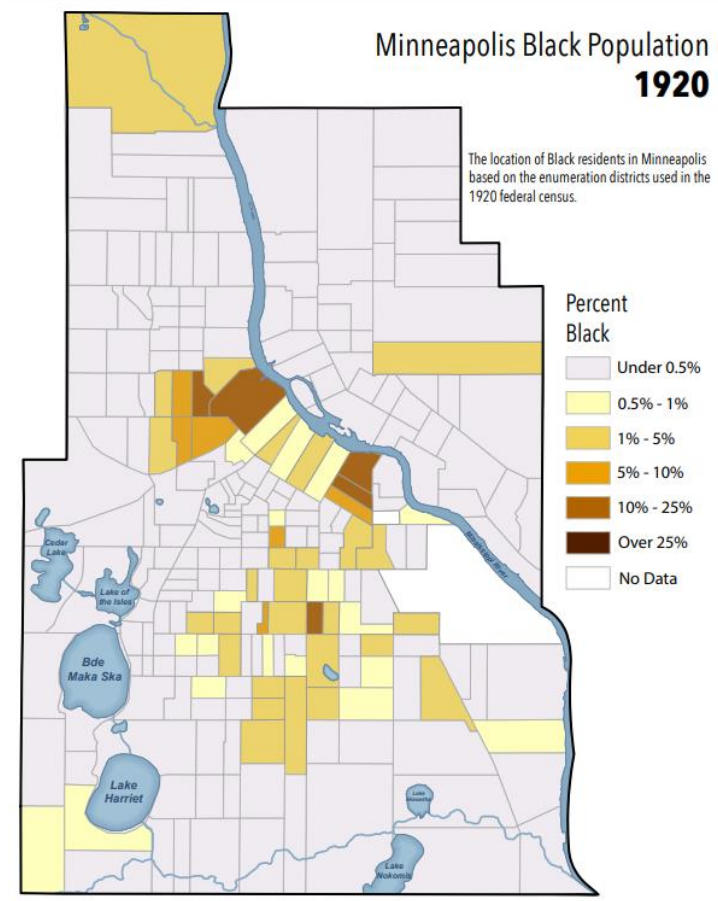 Minneapolis Black Population
1920
The location of Black residents in Minneapolis
based on the enumeration districts used in the
1920 federal census.
Percent
Black
Under 0.5%
0.5% - 1%
1% - 5%
5% - 10%
10% - 25%
Over 25%
No Data
Mississippi River
Cedar
Lake
Lake of
the Isles
Bde
Maka Ska
Lake
Harriet
Lake
Lake
Nokomis